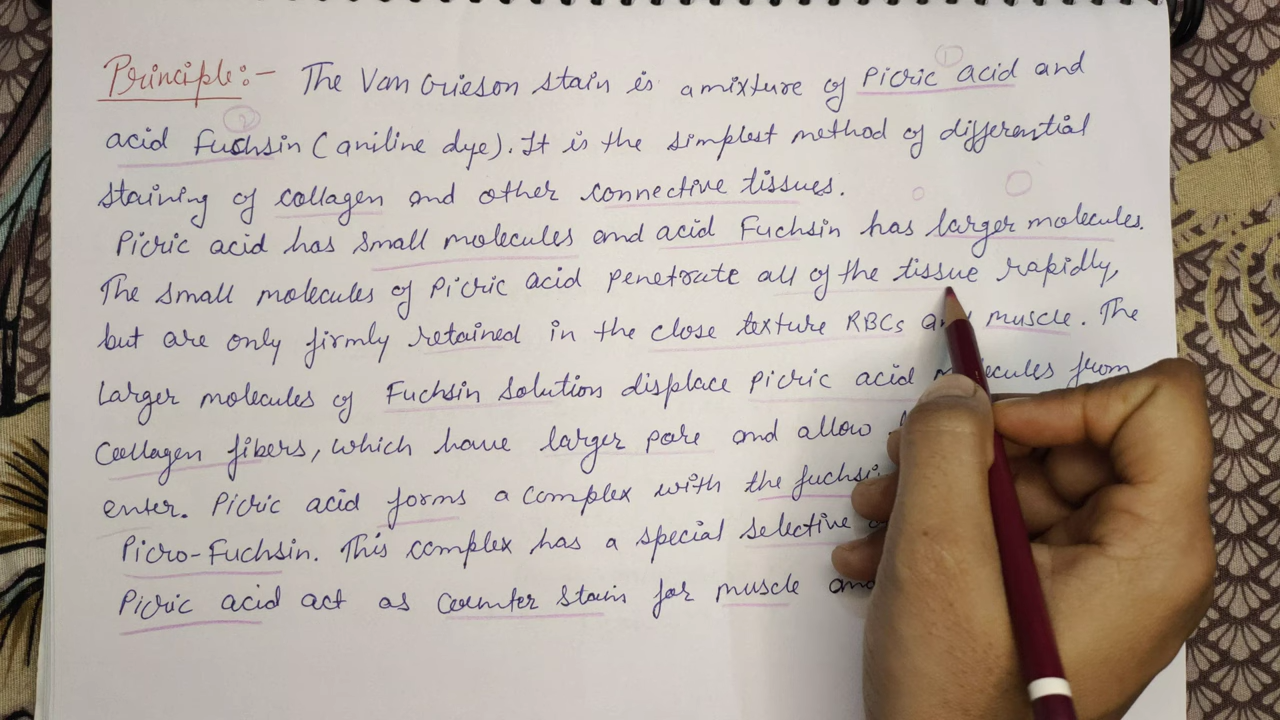 Principle:- The Van Grieson stain is a mixture of Picric acid and
acid Fuchsin (aniline dye). It is the simplest method of differential
staining of collagen and other connective tissues.
Picric acid has small molecules and acid Fuchsin has larger molecules.
The small molecules of Picric acid penetrate all of the tissue rapidly,
but are only firmly retained in the close texture RBCs and muscle. The
Larger molecules of Fuchsin solution displace picric acid molecules from
Collagen fibers, which have larger pore and allow
enter. Picric acid forms a complex with the
Picro-Fuchsin. This complex has a special selective
Picric acid act as counter stain for muscle and